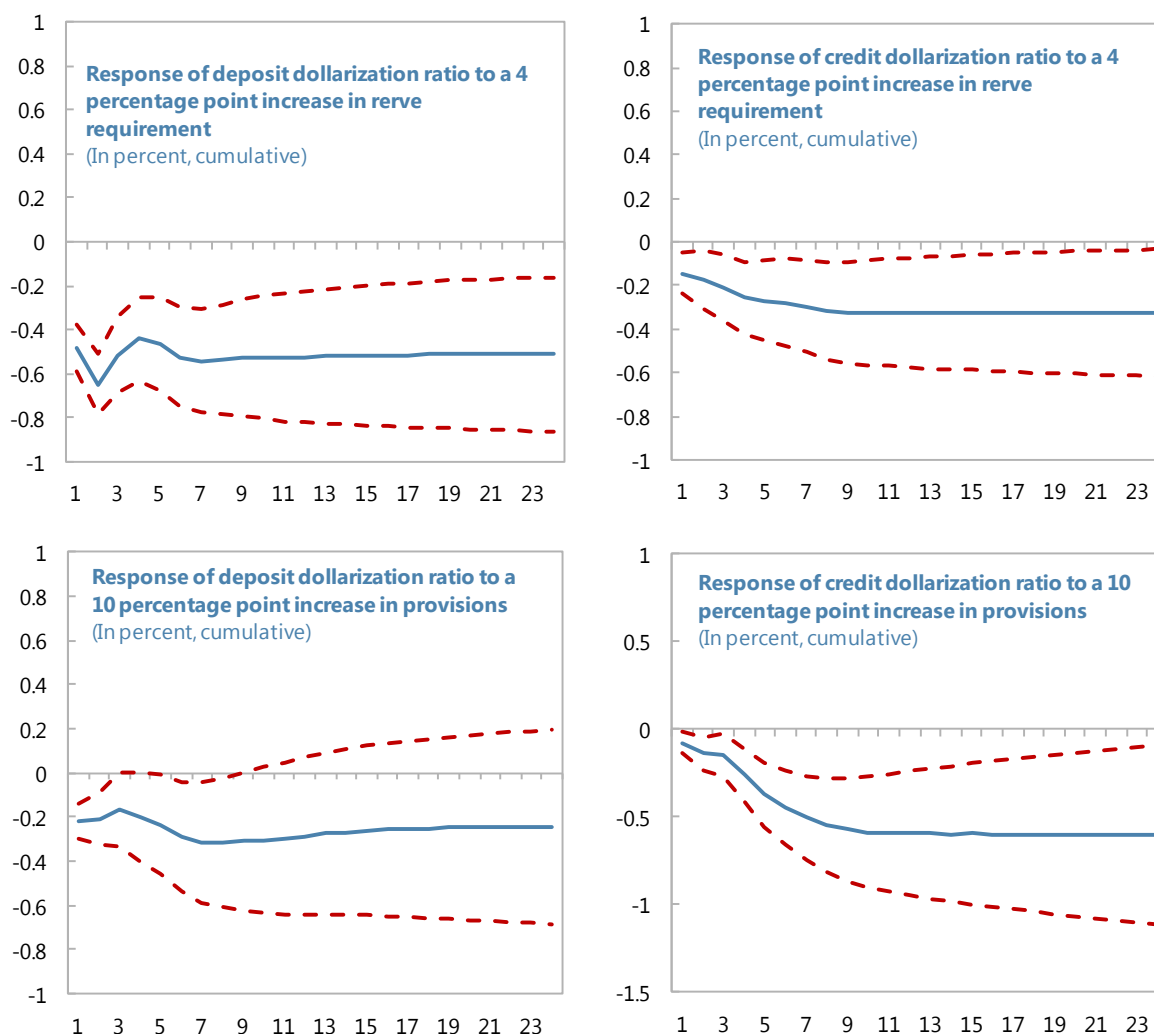 Response of deposit dollarization ratio to a 4
percentage point increase in rerve
requirement
(In percent, cumulative)
1
0.8
0.6
0.4
0.2
0
-0.2
-0.4
-0.6
-0.8
-1
1 3 5 7 9 11 13 15 17 19 21 23
Response of credit dollarization ratio to a 4
percentage point increase in rerve
requirement
(In percent, cumulative)
1
0.8
0.6
0.4
0.2
0
-0.2
-0.4
-0.6
-0.8
-1
1 3 5 7 9 11 13 15 17 19 21 23
Response of deposit dollarization ratio to a
10 percentage point increase in provisions
(In percent, cumulative)
1
0.8
0.6
0.4
0.2
0
-0.2
-0.4
-0.6
-0.8
-1
1 3 5 7 9 11 13 15 17 19 21 23
Response of credit dollarization ratio to a 10
percentage point increase in provisions
(In percent, cumulative)
1
0.5
0
-0.5
-1
-1.5
1 3 5 7 9 11 13 15 17 19 21 23